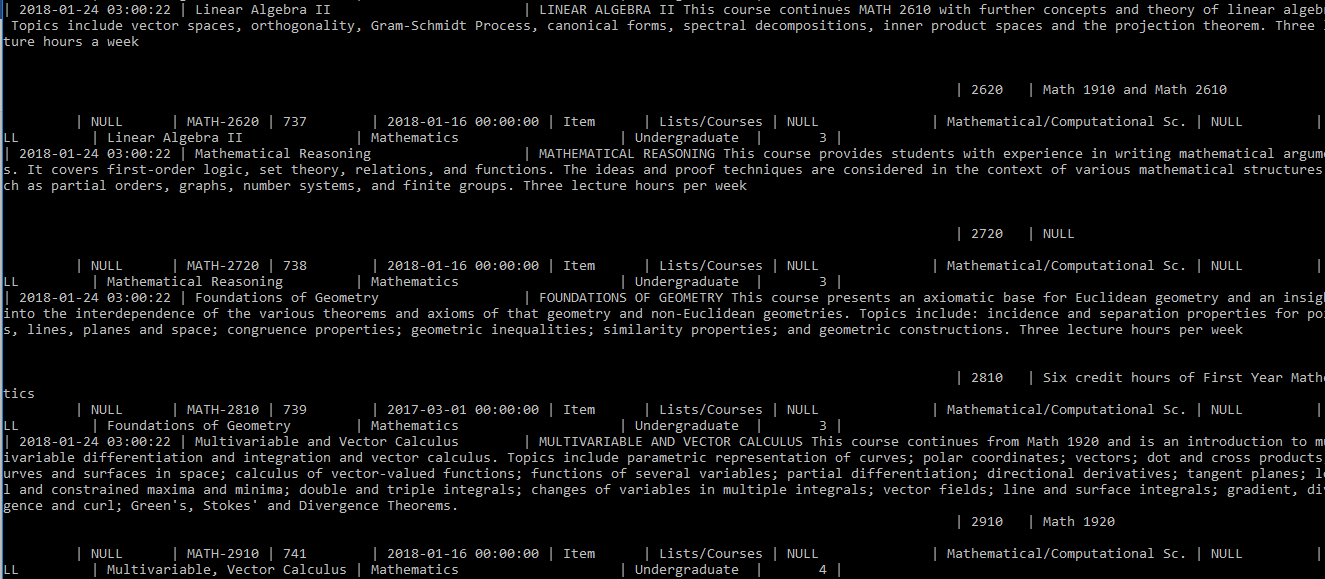 | 2018-01-24 03:00:22 | Linear Algebra II | LINEAR ALGEBRA II This course continues MATH 2610 with further concepts and theory of linear algeb
Topics include vector spaces, orthogonality, Gram-Schmidt Process, canonical forms, spectral decompositions, inner product spaces and the projection theorem. Three
ture hours a week
| 2620 | Math 1910 and Math 2610
| NULL | MATH-2620 | 737 | 2018-01-16 00:00:00 | Item | Lists/Courses | NULL | Mathematical/Computational Sc. | NULL |
LL | Linear Algebra II | Mathematics | Undergraduate | 3 |
| 2018-01-24 03:00:22 | Mathematical Reasoning | MATHEMATICAL REASONING This course provides students with experience in writing mathematical argum
s. It covers first-order logic, set theory, relations, and functions. The ideas and proof techniques are considered in the context of various mathematical structures
ch as partial orders, graphs, number systems, and finite groups. Three lecture hours per week
| 2720 | NULL
| NULL | MATH-2720 | 738 | 2018-01-16 00:00:00 | Item | Lists/Courses | NULL | Mathematical/Computational Sc. | NULL |
LL | Mathematical Reasoning | Mathematics | Undergraduate | 3 |
| 2018-01-24 03:00:22 | Foundations of Geometry | FOUNDATIONS OF GEOMETRY This course presents an axiomatic base for Euclidean geometry and an insig
into the interdependence of the various theorems and axioms of that geometry and non-Euclidean geometries. Topics include: incidence and separation properties for po
s, lines, planes and space; congruence properties; geometric inequalities; similarity properties; and geometric constructions. Three lecture hours per week
| 2810 | Six credit hours of First Year Math
tics
| NULL | MATH-2810 | 739 | 2017-03-01 00:00:00 | Item | Lists/Courses | NULL | Mathematical/Computational Sc. | NULL |
LL | Foundations of Geometry | Mathematics | Undergraduate | 3 |
| 2018-01-24 03:00:22 | Multivariable and Vector Calculus | MULTIVARIABLE AND VECTOR CALCULUS This course continues from Math 1920 and is an introduction to m
ivariable differentiation and integration and vector calculus. Topics include parametric representation of curves; polar coordinates; vectors; dot and cross products
urves and surfaces in space; calculus of vector-valued functions; functions of several variables; partial differentiation; directional derivatives; tangent planes; l
l and constrained maxima and minima; double and triple integrals; changes of variables in multiple integrals; vector fields; line and surface integrals; gradient, di
gence and curl; Green's, Stokes' and Divergence Theorems.
| 2910 | Math 1920
| NULL | MATH-2910 | 741 | 2018-01-16 00:00:00 | Item | Lists/Courses | NULL | Mathematical/Computational Sc. | NULL |
LL | Multivariable, Vector Calculus | Mathematics | Undergraduate | 4 |